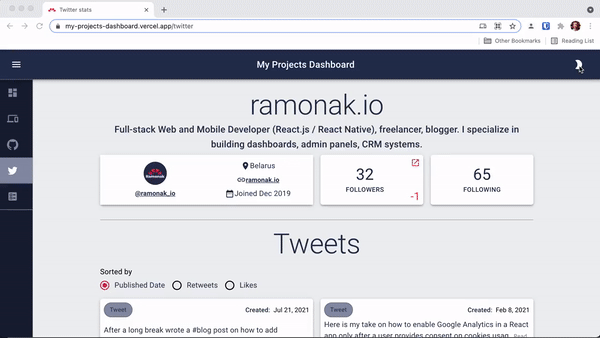 Twitter stats
my-projects-dashboard.vercel.app/twitter
Other Bookmarks
Reading List
My Projects Dashboard
ramonak.io
Full-stack Web and Mobile Developer (React.js / React Native), freelancer, blogger. I specialize in
building dashboards, admin panels, CRM systems.
Ramonak
@ramonak_io
Belarus
ramonak.io
Joined Dec 2019
32
FOLLOWERS
-1
65
FOLLOWING
Tweets
Sorted by
Published Date
Retweets
Likes
Tweet
Created: Jul 21, 2021
After a long break wrote a #blog post on how to add
Tweet
Created: Feb 8, 2021
Here is my take on how to enable Google Analytics in a React
app only after a user provides consent on cookies usag.. Read